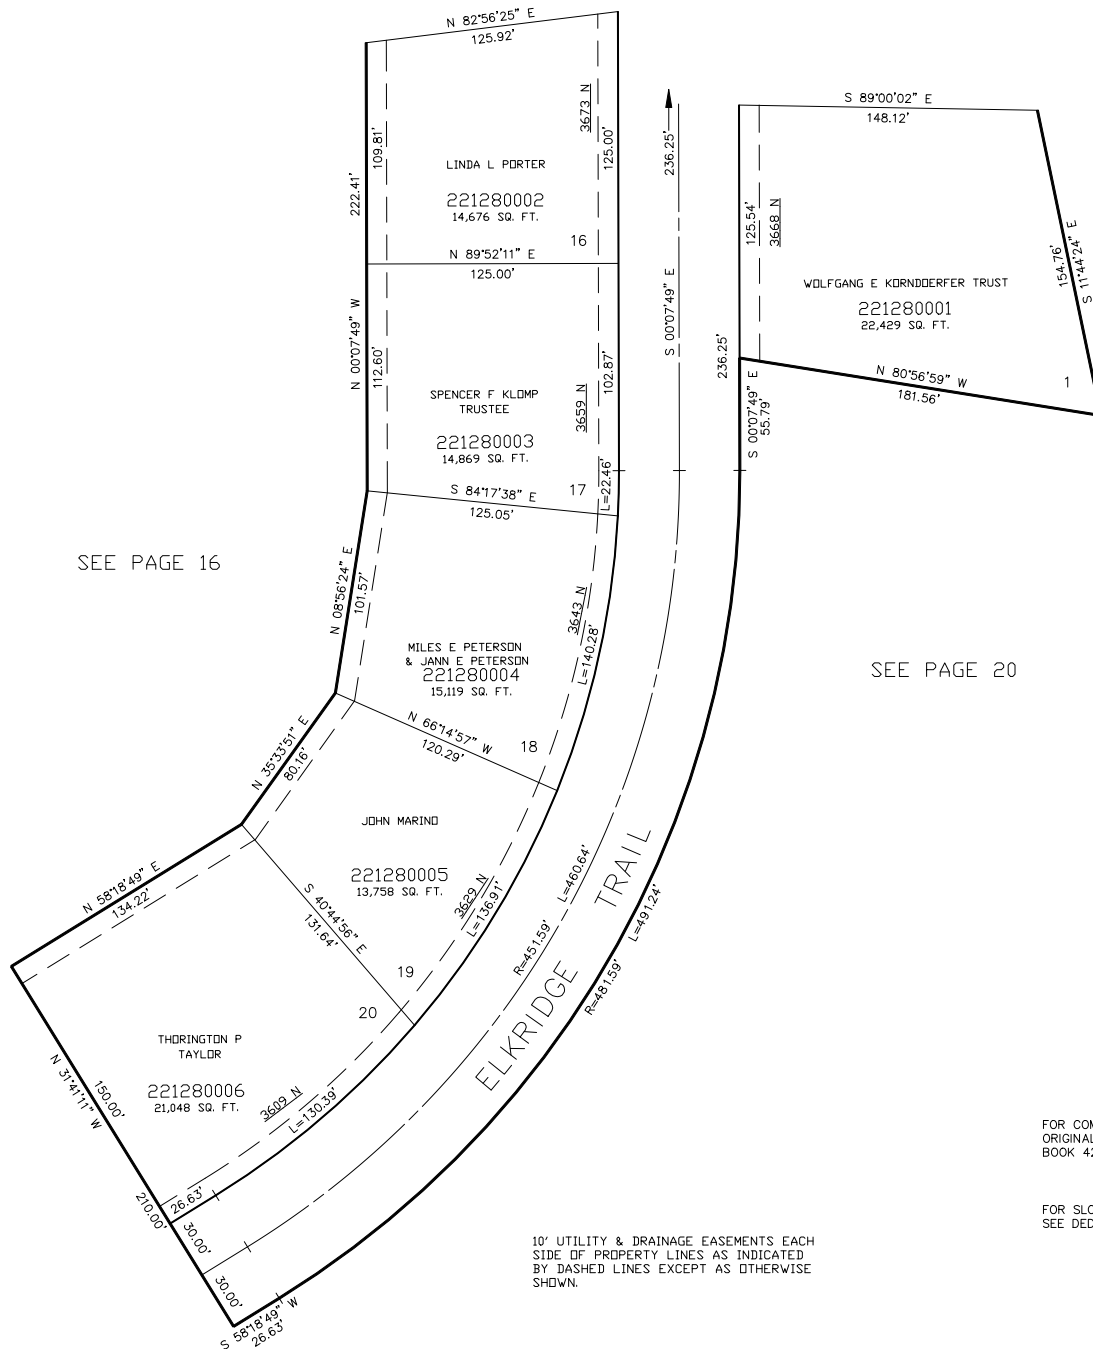 N 82°56'25" E
125.92'
109.81'
3673 N
125.00'
222.41'
LINDA L PORTER
221280002
14,676 SQ. FT.
16
N 89°52'11" E
125.00'
236.25'
S 00°07'49" E
S 89°00'02" E
148.12'
125.54'
3668 N
154.76'
S 11°44'24" E
WOLFGANG E KORNDOERFER TRUST
221280001
22,429 SQ. FT.
N 80°56'59" W
181.56'
1
236.25'
S 00°07'49" E
55.79'
N 00°07'49" W
112.60'
SPENCER F KLOMP
TRUSTEE
221280003
14,869 SQ. FT.
3659 N
102.87'
L=22.46'
17
S 84°17'38" E
125.05'
SEE PAGE 16
N 08°56'24" E
101.57'
MILES E PETERSON
& JANN E PETERSON
221280004
15,119 SQ. FT.
3643 N
L=140.28'
18
N 66°14'57" W
120.29'
SEE PAGE 20
N 35°33'51" E
80.16'
JOHN MARINO
221280005
13,758 SQ. FT.
3629 N
L=136.91'
19
S 40°44'56" E
131.64'
N 58°18'49" E
134.22'
20
THORINGTON P
TAYLOR
221280006
21,048 SQ. FT.
3609 N
L=130.39'
N 31°41'11" W
150.00'
210.00'
26.63'
30.00'
30.00'
S 58°18'49" W
26.63'
R=451.59'
L=460.64'
ELKRIDGE TRAIL
R=481.59'
L=491.24'
10' UTILITY & DRAINAGE EASEMENTS EACH
SIDE OF PROPERTY LINES AS INDICATED
BY DASHED LINES EXCEPT AS OTHERWISE
SHOWN.
FOR
ORIGINAL
BOOK
FOR
SEE